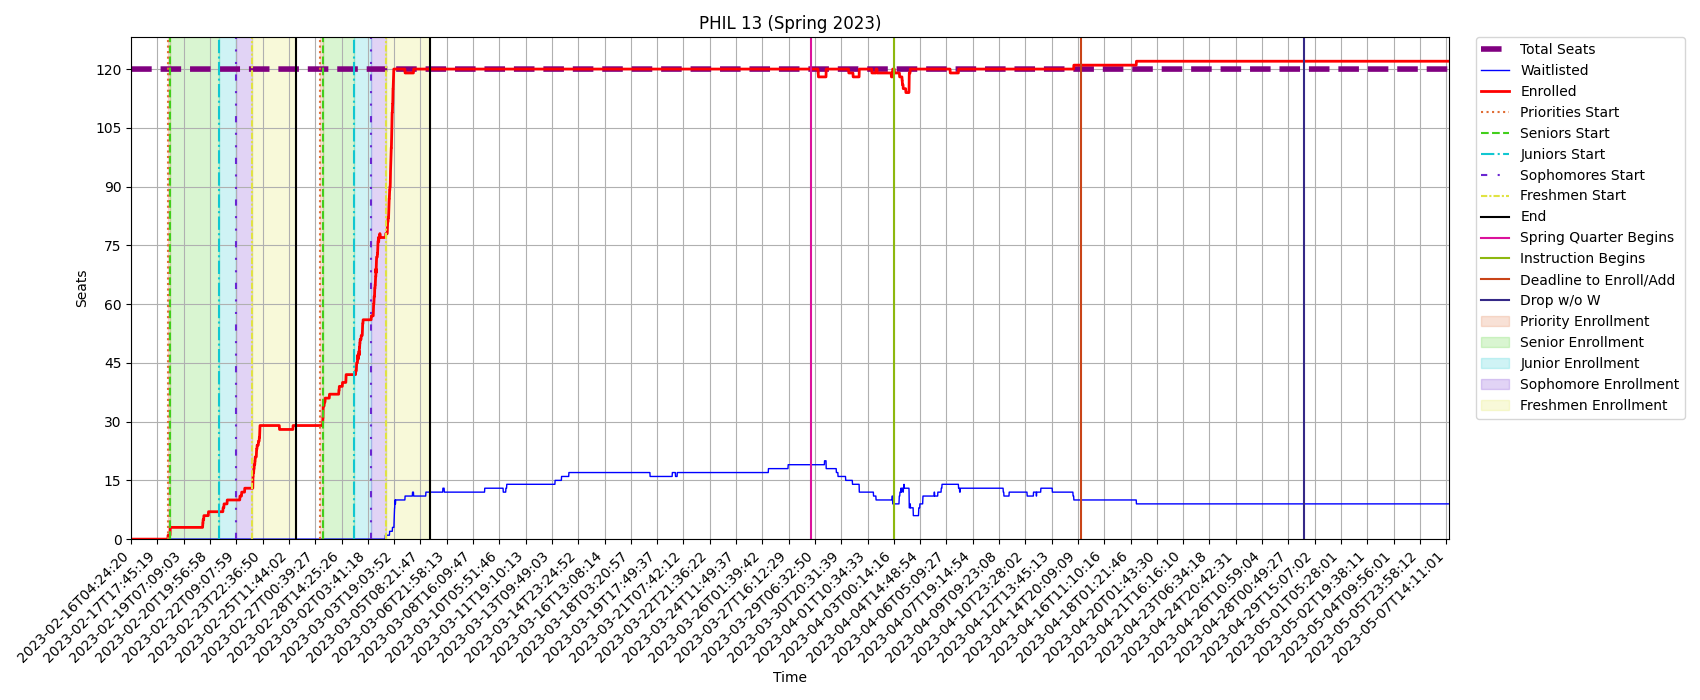 PHIL 13 (Spring 2023)
Seats
120
105
90
75
60
45
30
15
0
2023-02-16T04:24:20
2023-02-17T17:45:19
2023-02-19T07:09:03
2023-02-20T19:56:58
2023-02-22T09:07:59
2023-02-23T22:36:50
2023-02-25T11:44:02
2023-02-27T00:39:27
2023-02-28T14:25:26
2023-03-02T03:41:18
2023-03-03T19:03:52
2023-03-05T08:21:47
2023-03-06T21:58:13
2023-03-08T16:09:47
2023-03-10T05:51:46
2023-03-11T19:10:13
2023-03-13T09:49:03
2023-03-14T23:24:52
2023-03-16T13:08:14
2023-03-18T03:20:57
2023-03-19T17:49:37
2023-03-21T07:42:12
2023-03-22T21:36:22
2023-03-24T11:49:37
2023-03-26T01:39:42
2023-03-27T16:12:29
2023-03-29T06:32:50
2023-03-30T20:31:39
2023-04-01T10:34:33
2023-04-03T00:14:16
2023-04-04T14:48:54
2023-04-06T05:09:27
2023-04-07T19:14:54
2023-04-09T09:23:08
2023-04-10T23:28:02
2023-04-12T13:45:13
2023-04-14T20:09:09
2023-04-16T11:10:16
2023-04-18T01:21:46
2023-04-20T01:43:30
2023-04-21T16:16:10
2023-04-23T06:34:18
2023-04-24T20:42:31
2023-04-26T10:59:04
2023-04-28T00:49:27
2023-04-29T15:07:02
2023-05-01T05:28:01
2023-05-02T19:38:11
2023-05-04T09:56:01
2023-05-05T23:58:12
2023-05-07T14:11:01
Time
Total Seats
Waitlisted
Enrolled
Priorities Start
Seniors Start
Juniors Start
Sophomores Start
Freshmen Start
End
Spring Quarter Begins
Instruction Begins
Deadline to Enroll/Add
Drop w/o W
Priority Enrollment
Senior Enrollment
Junior Enrollment
Sophomore Enrollment
Freshmen Enrollment